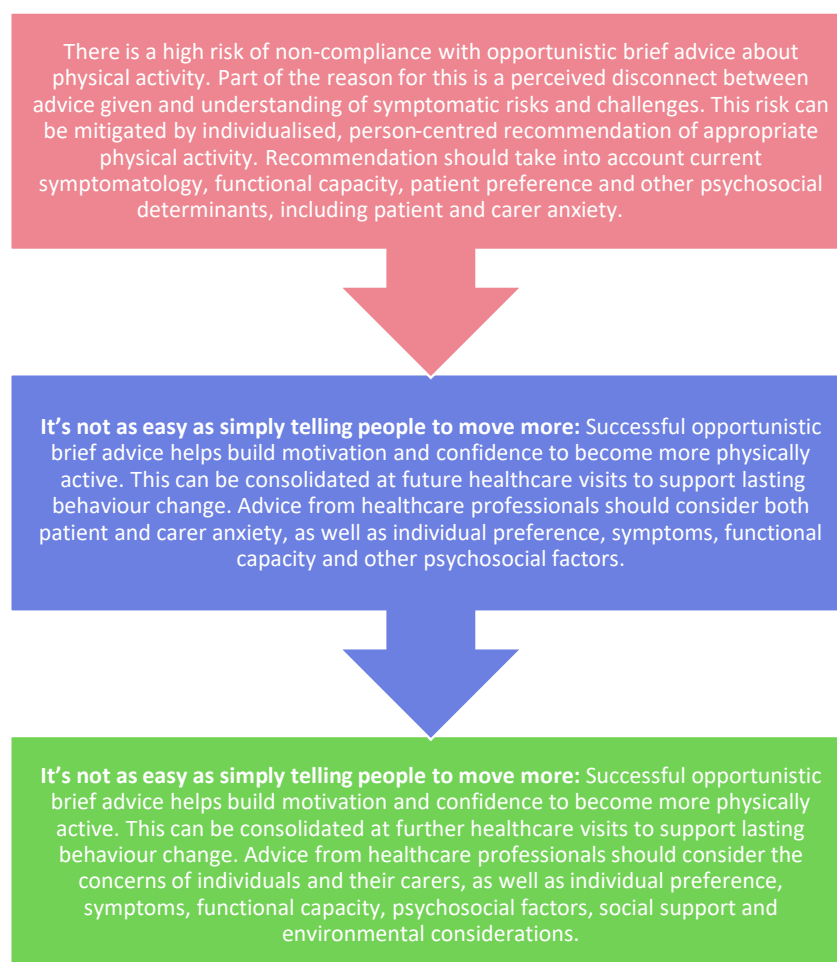 There is a high risk of non-compliance with opportunistic brief advice about
physical activity. Part of the reason for this is a perceived disconnect between
advice given and understanding of symptomatic risks and challenges. This risk can
be mitigated by individualised, person-centred recommendation of appropriate
physical activity. Recommendation should take into account current
symptomatology, functional capacity, patient preference and other psychosocial
determinants, including patient and carer anxiety.
It’s not as easy as simply telling people to move more: Successful opportunistic
brief advice helps build motivation and confidence to become more physically
active. This can be consolidated at future healthcare visits to support lasting
behaviour change. Advice from healthcare professionals should consider both
patient and carer anxiety, as well as individual preference, symptoms, functional
capacity and other psychosocial factors.
It’s not as easy as simply telling people to move more: Successful opportunistic
brief advice helps build motivation and confidence to become more physically
active. This can be consolidated at further healthcare visits to support lasting
behaviour change. Advice from healthcare professionals should consider the
concerns of individuals and their carers, as well as individual preference,
symptoms, functional capacity, psychosocial factors, social support and
environmental considerations.